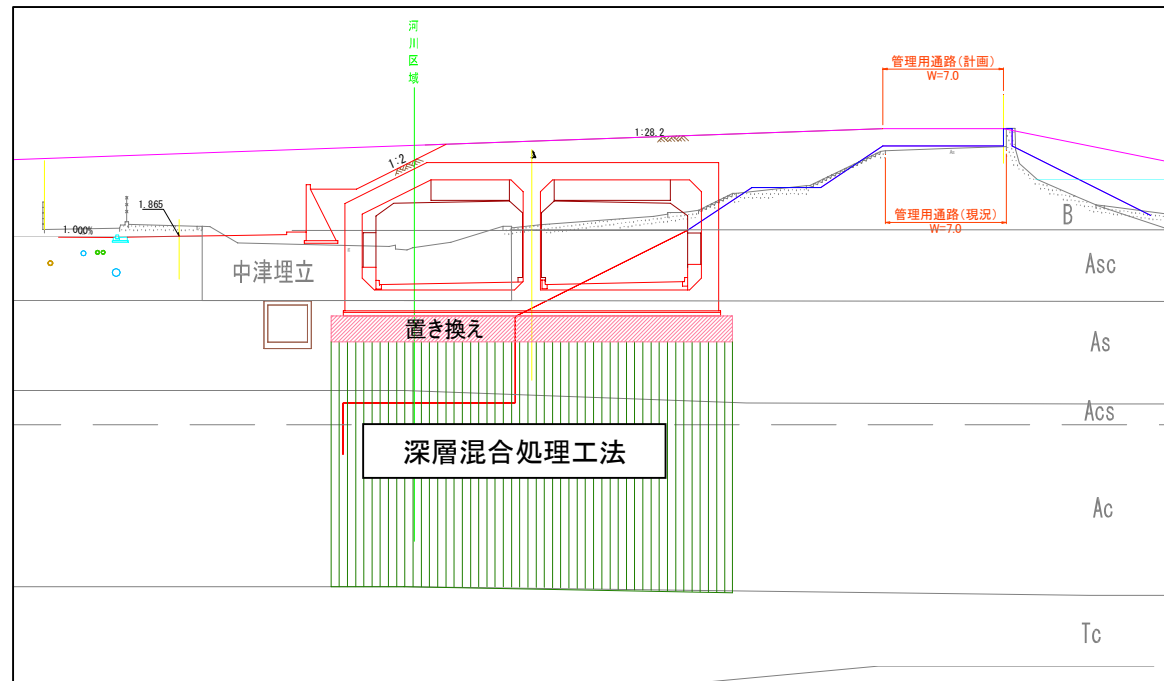 河川区域
管理用通路(計画)
W=7.0
1:28.2
1:2
1.865
1.000%
管理用通路(現況)
W=7.0
B
中津埋立
Asc
置き換え
As
Acs
深層混合処理工法
Ac
Tc